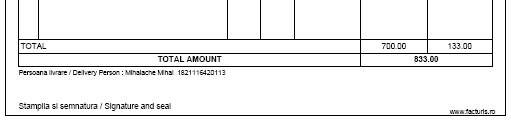 TOTAL 700.00 133.00
TOTAL AMOUNT 833.00
Persoana livrare / Delivery Person : Mihalache Mihai 1821116420113
Stampila si semnatura / Signature and seal
www.facturis.ro